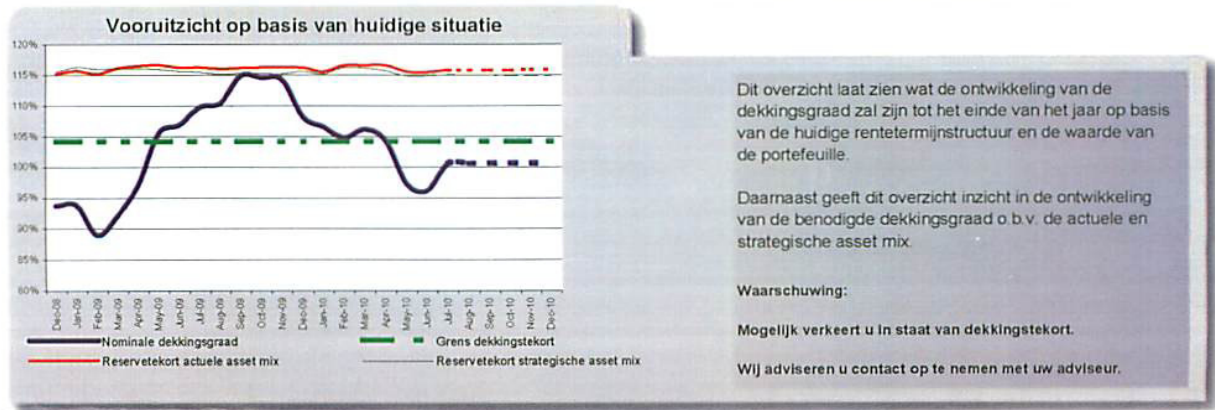 Vooruitzicht op basis van huidige situatie
120%
115%
110%
105%
100%
95%
90%
85%
80%
Dec-08
Jan-09
Feb-09
Mar-09
Apr-09
May-09
Jun-09
Jul-09
Aug-09
Sep-09
Oct-09
Nov-09
Dec-09
Jan-10
Feb-10
Mar-10
Apr-10
May-10
Jun-10
Jul-10
Aug-10
Sep-10
Oct-10
Nov-10
Dec-10
Nominale dekkingsgraad
Grens dekkingstekort
Reservetekort actuele asset mix
Reservetekort strategische asset mix
Dit overzicht laat zien wat de ontwikkeling van de
dekkingsgraad zal zijn tot het einde van het jaar op basis
van de huidige rentetermijnstructuur en de waarde van
de portefeuille.
Daarnaast geeft dit overzicht inzicht in de ontwikkeling
van de benodigde dekkingsgraad o.b.v. de actuele en
strategische asset mix.
Waarschuwing:
Mogelijk verkeert u in staat van dekkingstekort.
Wij adviseren u contact op te nemen met uw adviseur.